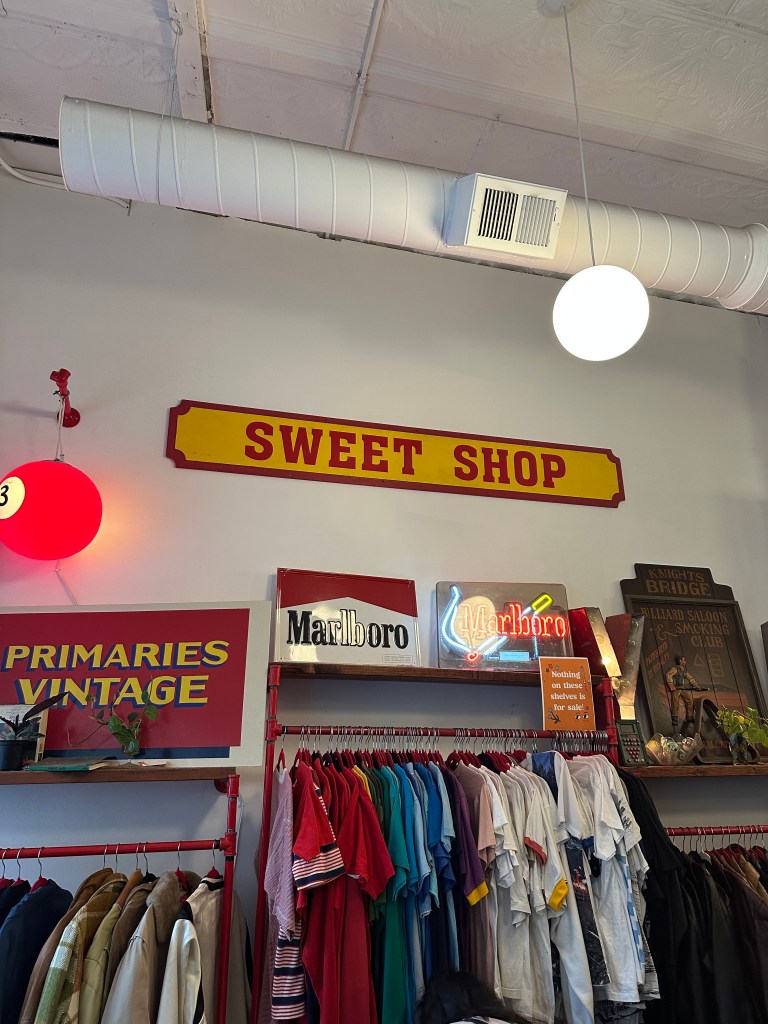 SWEET SHOP
3
PRIMARIES
VINTAGE
Marlboro
Marlboro
Nothing
on these
shelves is
for sale!
KNIGHTS
BRIDGE
BILLIARD SALOON
&
SMOKING
CLUB